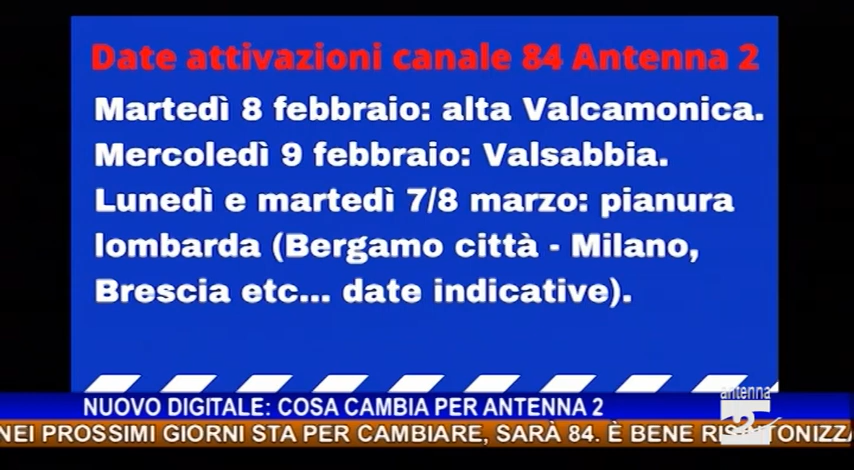 Date attivazioni canale 84 Antenna 2
Martedì 8 febbraio: alta Valcamonica.
Mercoledì 9 febbraio: Valsabbia.
Lunedì e martedì 7/8 marzo: pianura
lombarda (Bergamo città - Milano,
Brescia etc... date indicative).
antenna
2
NUOVO DIGITALE: COSA CAMBIA PER ANTENNA 2
NEI PROSSIMI GIORNI STA PER CAMBIARE, SARÀ 84. È BENE